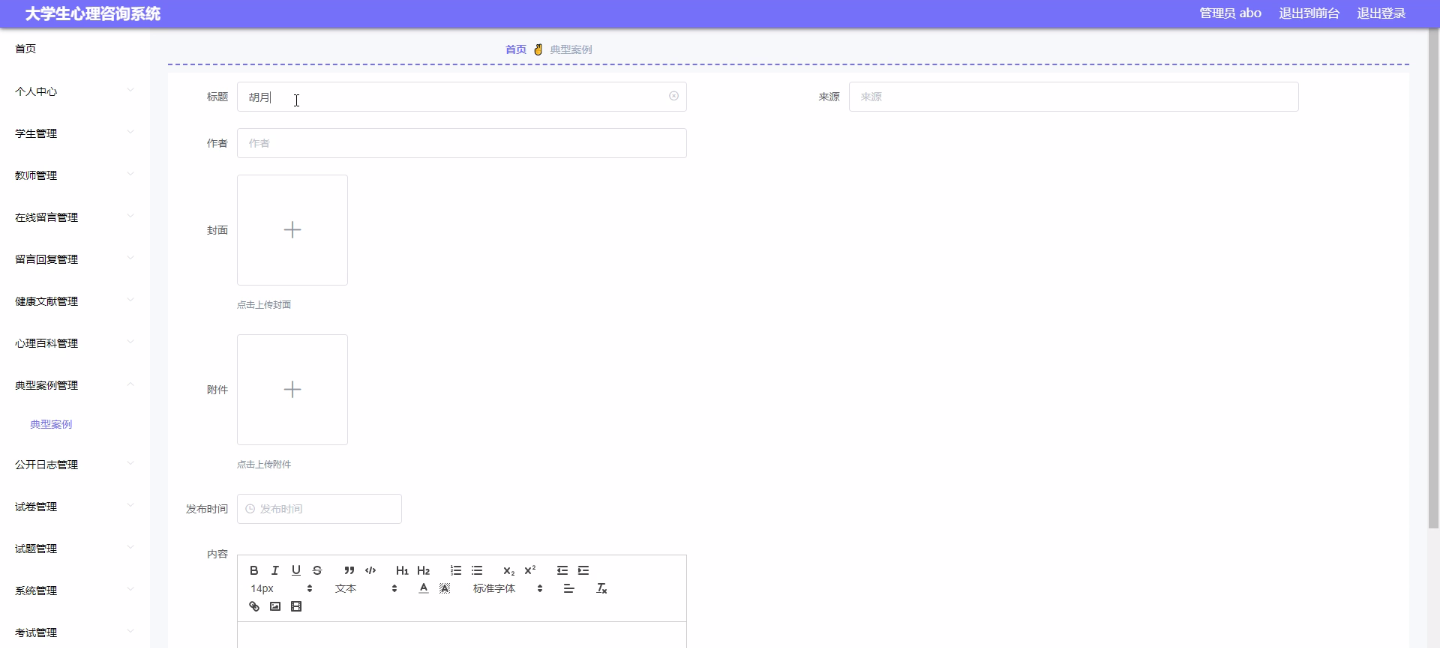 大学生心理咨询系统
管理员 abo 退出到前台 退出登录
首页
个人中心
学生管理
教师管理
在线留言管理
留言回复管理
健康文献管理
心理百科管理
典型案例管理
典型案例
公开日志管理
试卷管理
试题管理
系统管理
考试管理
首页 典型案例
标题 胡月
来源 来源
作者 作者
封面
点击上传封面
附件
点击上传附件
发布时间 发布时间
内容
B I U S H1 H2 X2 X2
14px 文本 A A 标准字体 Tx